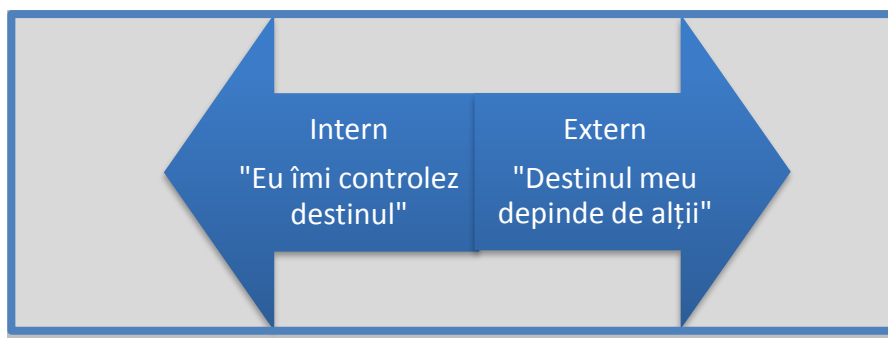 Intern
"Eu îmi controlez
destinul"
Extern
"Destinul meu
depinde de alții"